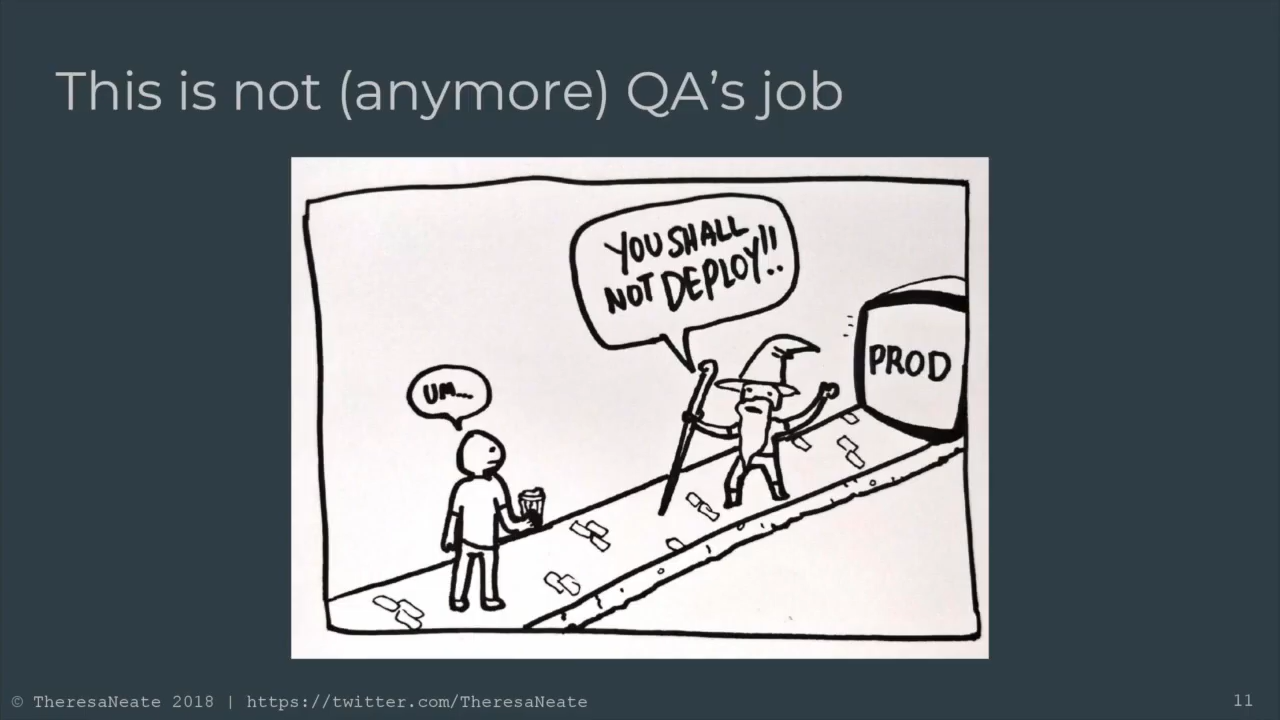 This is not (anymore) QA's job
YOU SHALL
NOT DEPLOY!!..
UM...
PROD
© TheresaNeate 2018 | https://twitter.com/TheresaNeate
11